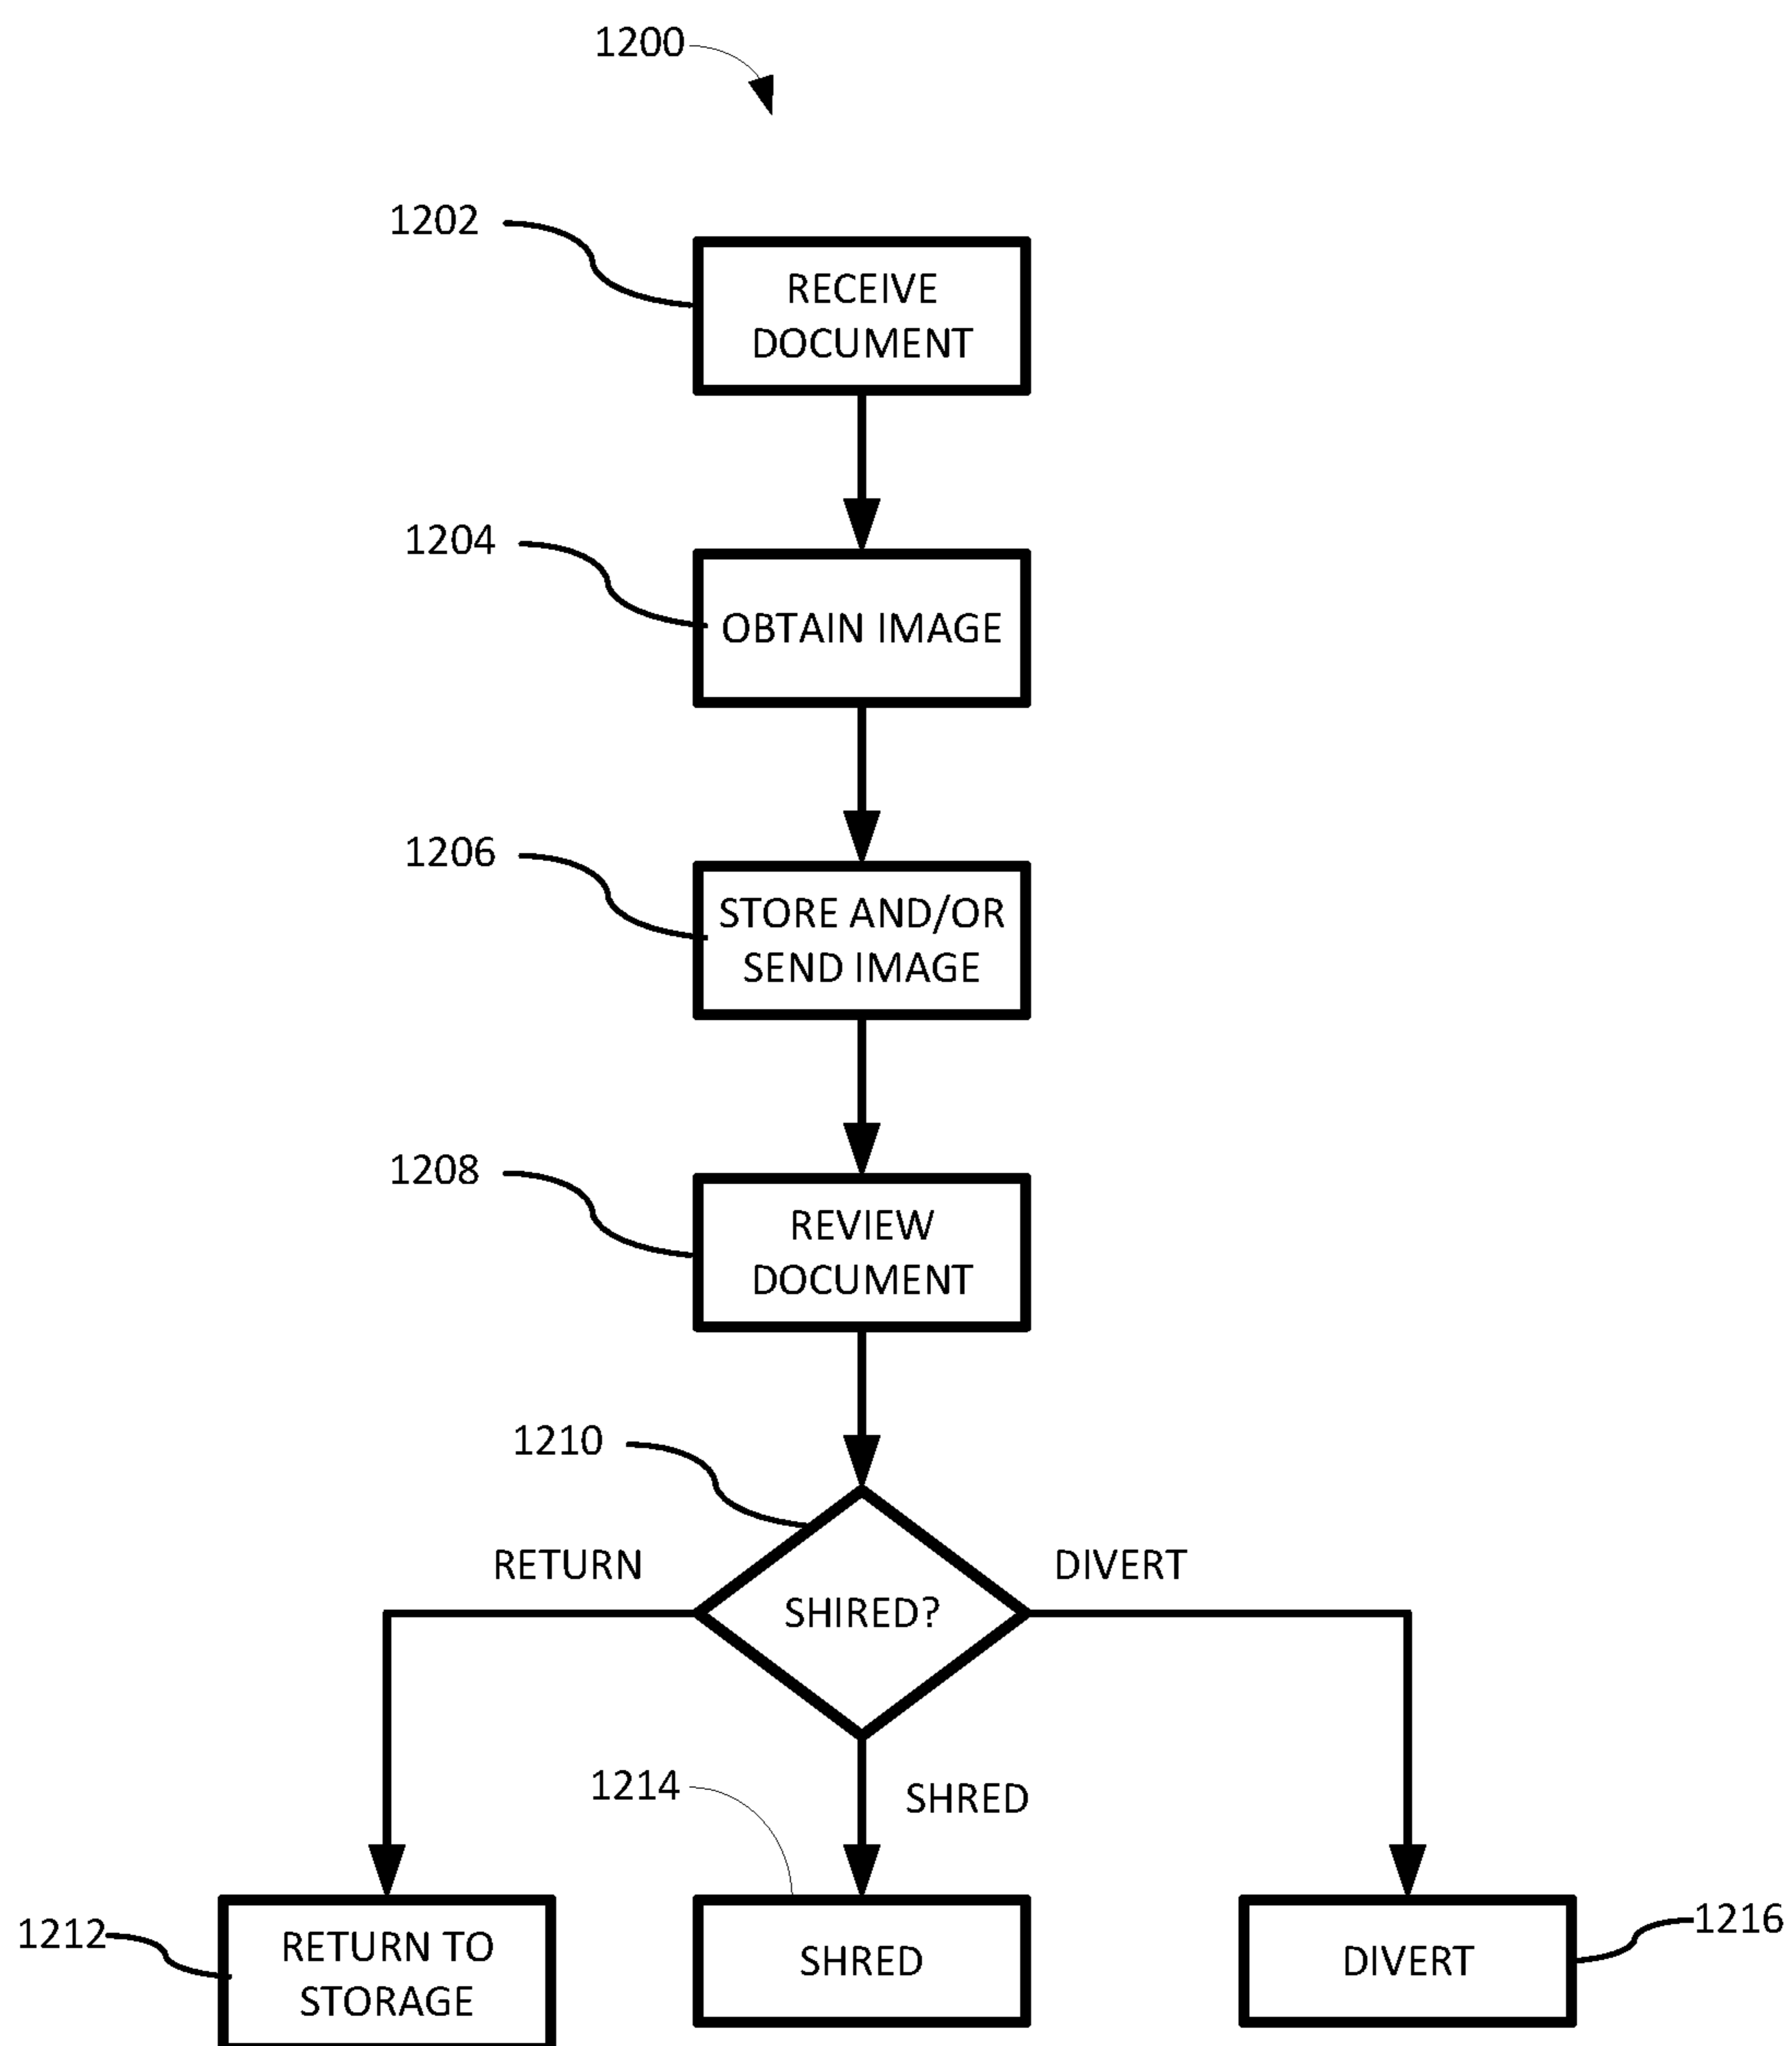 1200
1202
RECEIVE
DOCUMENT
1204
OBTAIN IMAGE
1206
STORE AND/OR
SEND IMAGE
1208
REVIEW
DOCUMENT
1210
RETURN
SHIRED?
DIVERT
1214
SHRED
1212
RETURN TO
STORAGE
SHRED
DIVERT
1216